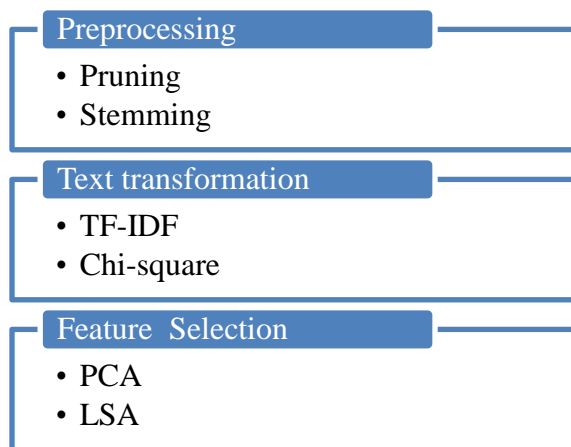 Preprocessing
• Pruning
• Stemming
Text transformation
• TF-IDF
• Chi-square
Feature Selection
• PCA
• LSA